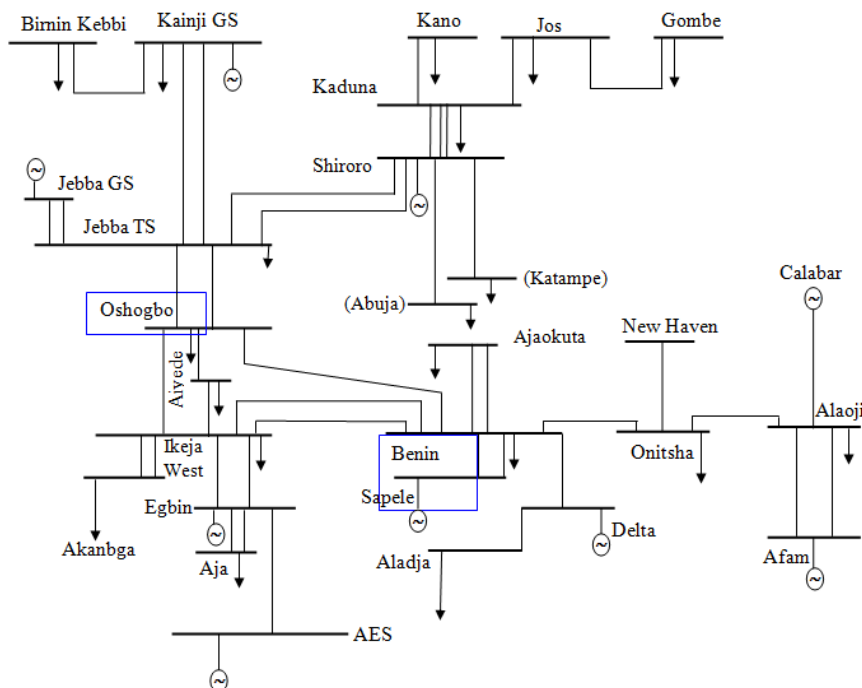 Birnin Kebbi
Kainji GS
Kano
Jos
Gombe
~
Kaduna
Shiroro
~
~
Jebba GS
Jebba TS
(Katampe)
Calabar
~
(Abuja)
Oshogbo
Ajaokuta
New Haven
Aiyede
Alaoji
Ikeja
West
Benin
Onitsha
Egbin
Sapele
~
~
Delta
~
Akanbga
Aja
Aladja
Afam
~
AES
~